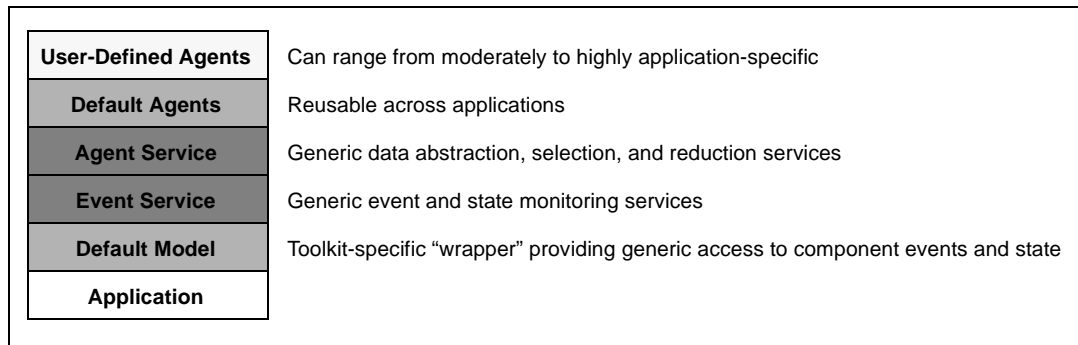 User-Defined Agents Can range from moderately to highly application-specific
Default Agents Reusable across applications
Agent Service Generic data abstraction, selection, and reduction services
Event Service Generic event and state monitoring services
Default Model Toolkit-specific “wrapper” providing generic access to component events and state
Application